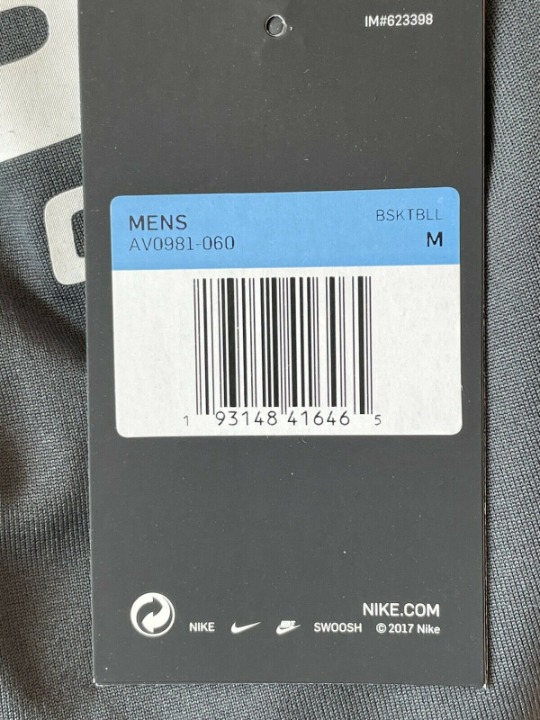 IM#623398
MENS
BSKTBLL
AV0981-060
M
1 93148 41646 5
NIKE.COM
NIKE SWOOSH © 2017 Nike